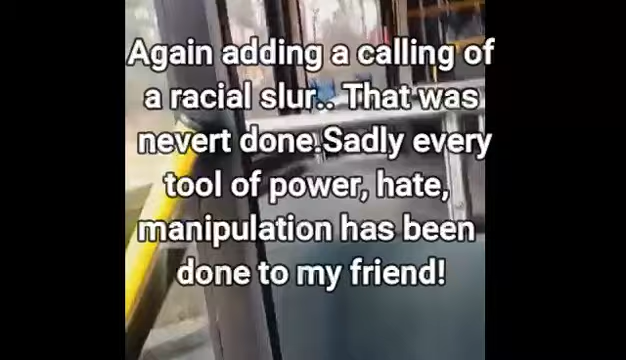 Again adding a calling of
a racial slur.. That was
nevert done.Sadly every
tool of power, hate,
manipulation has been
done to my friend!